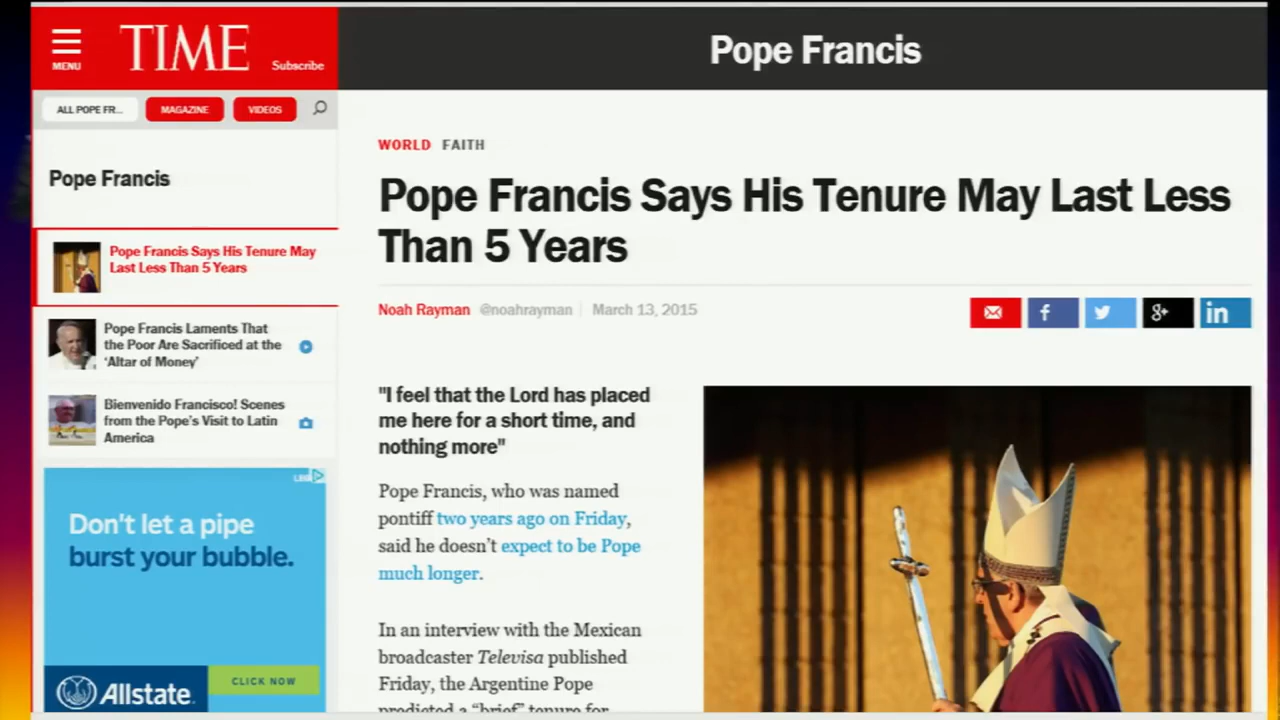 TIME
MENU
Subscribe
Pope Francis
ALL POPE FR...
MAGAZINE
VIDEOS
Pope Francis
Pope Francis Says His Tenure May
Last Less Than 5 Years
Pope Francis Laments That
the Poor Are Sacrificed at the
‘Altar of Money’
Bienvenido Francisco! Scenes
from the Pope's Visit to Latin
America
Don't let a pipe
burst your bubble.
Allstate.
CLICK NOW
WORLD FAITH
Pope Francis Says His Tenure May Last Less
Than 5 Years
Noah Rayman @noahrayman March 13, 2015
f
g+
in
"I feel that the Lord has placed
me here for a short time, and
nothing more"
Pope Francis, who was named
pontiff two years ago on Friday,
said he doesn’t expect to be Pope
much longer.
In an interview with the Mexican
broadcaster Televisa published
Friday, the Argentine Pope
predicted a “brief” tenure for